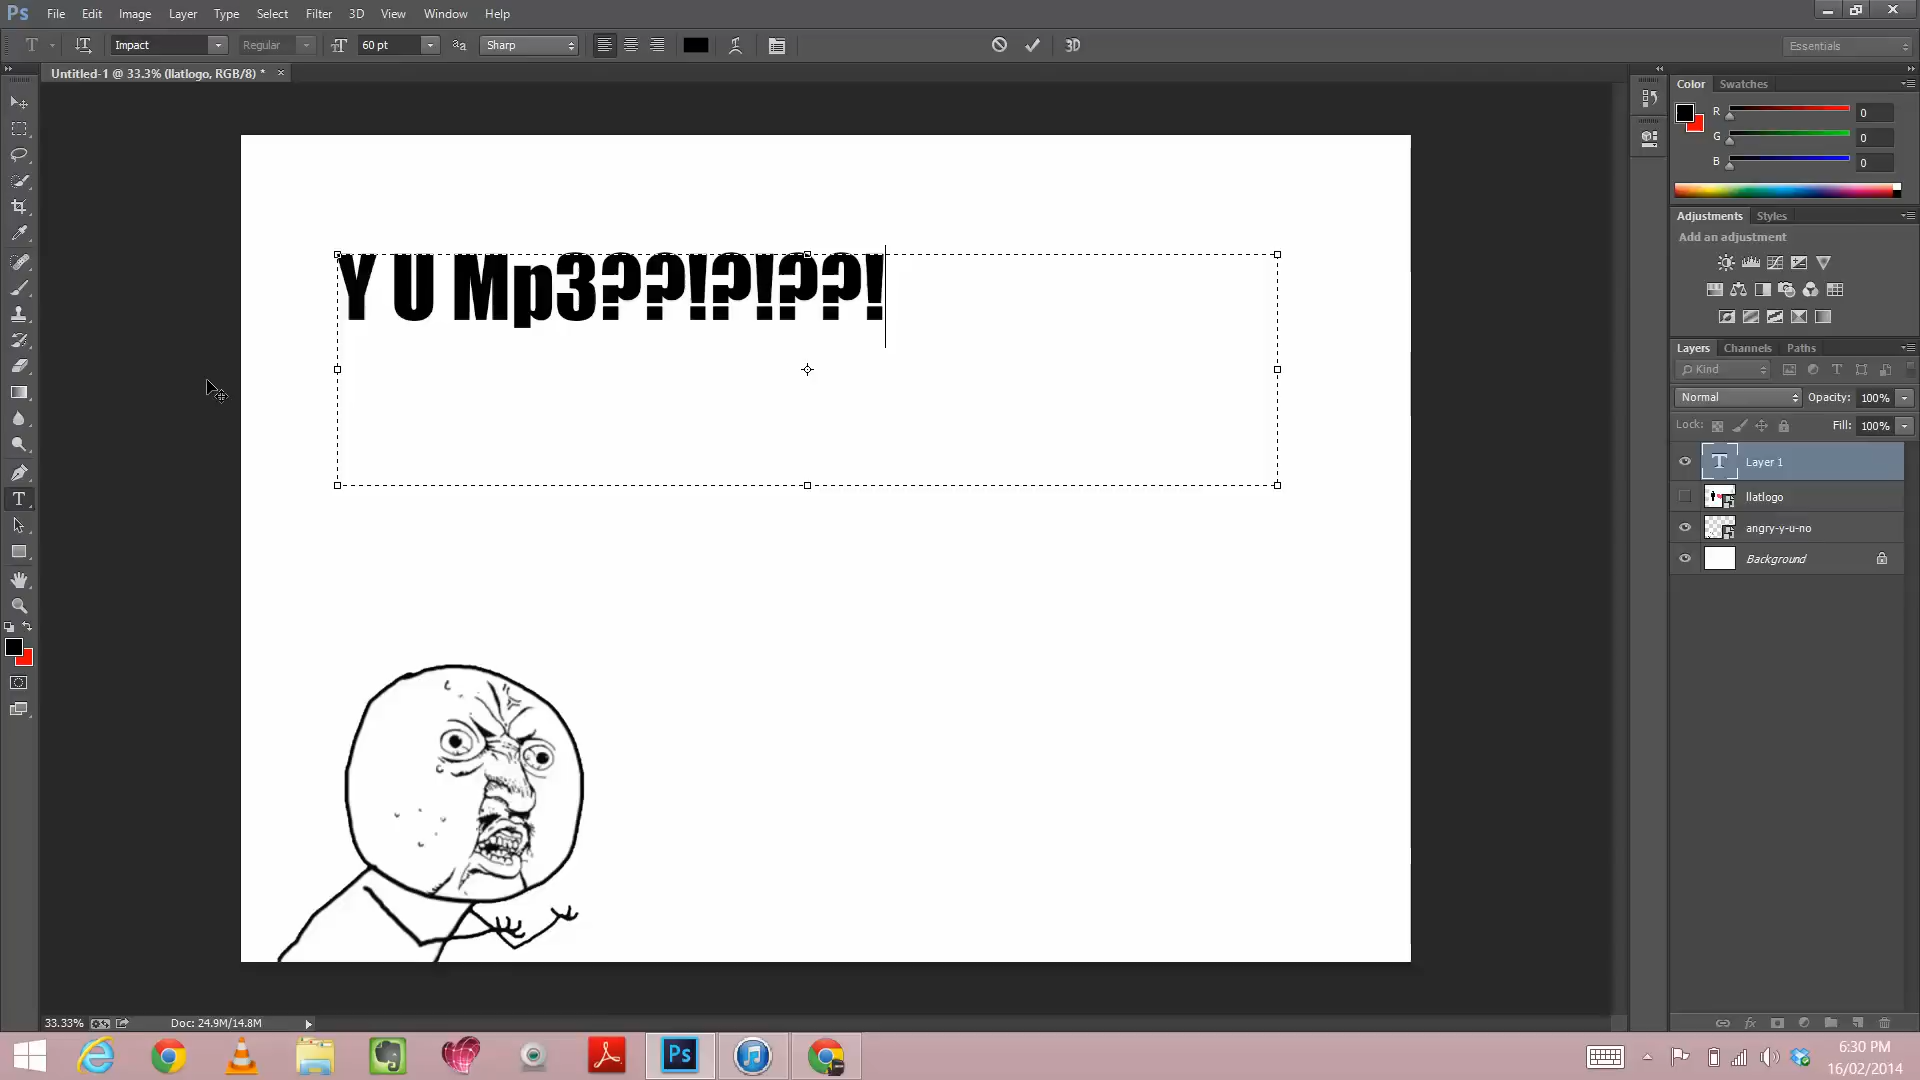 Ps File Edit Image Layer Type Select Filter 3D View Window Help
T Impact Regular 60 pt Sharp 3D Essentials
Untitled-1 @ 33.3% (llatlogo, RGB/8) *
Color Swatches
R 0
G 0
B 0
Adjustments Styles
Add an adjustment
Y U Mp3??!?!??!
Layers Channels Paths
Kind
Normal Opacity: 100%
Lock: Fill: 100%
T Layer 1
llatlogo
angry-y-u-no
Background
33.33% Doc: 24.9M/14.8M
Ps
6:30 PM
16/02/2014